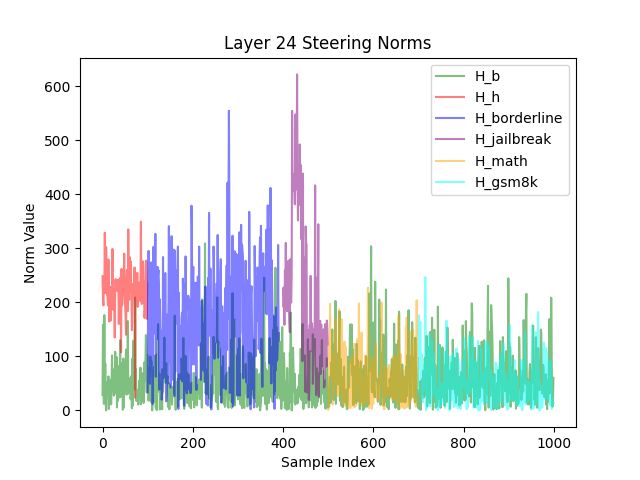 Layer 24 Steering Norms
H_b
H_h
H_borderline
H_jailbreak
H_math
H_gsm8k
Norm Value
600
500
400
300
200
100
0
0 200 400 600 800 1000
Sample Index